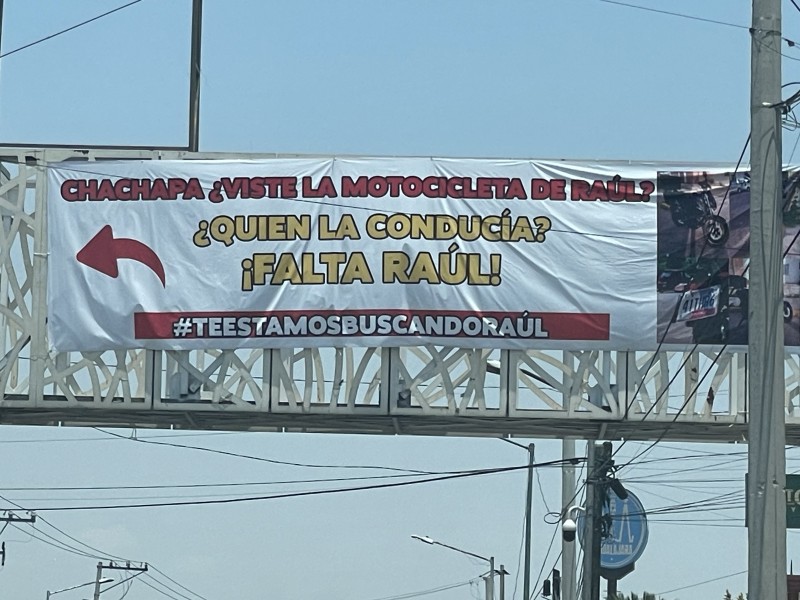 CHACHAPA ¿VISTE LA MOTOCICLETA DE RAÚL?
¿QUIEN LA CONDUCÍA?
¡FALTA RAÚL!
#TEESTAMOSBUSCANDORAÚL